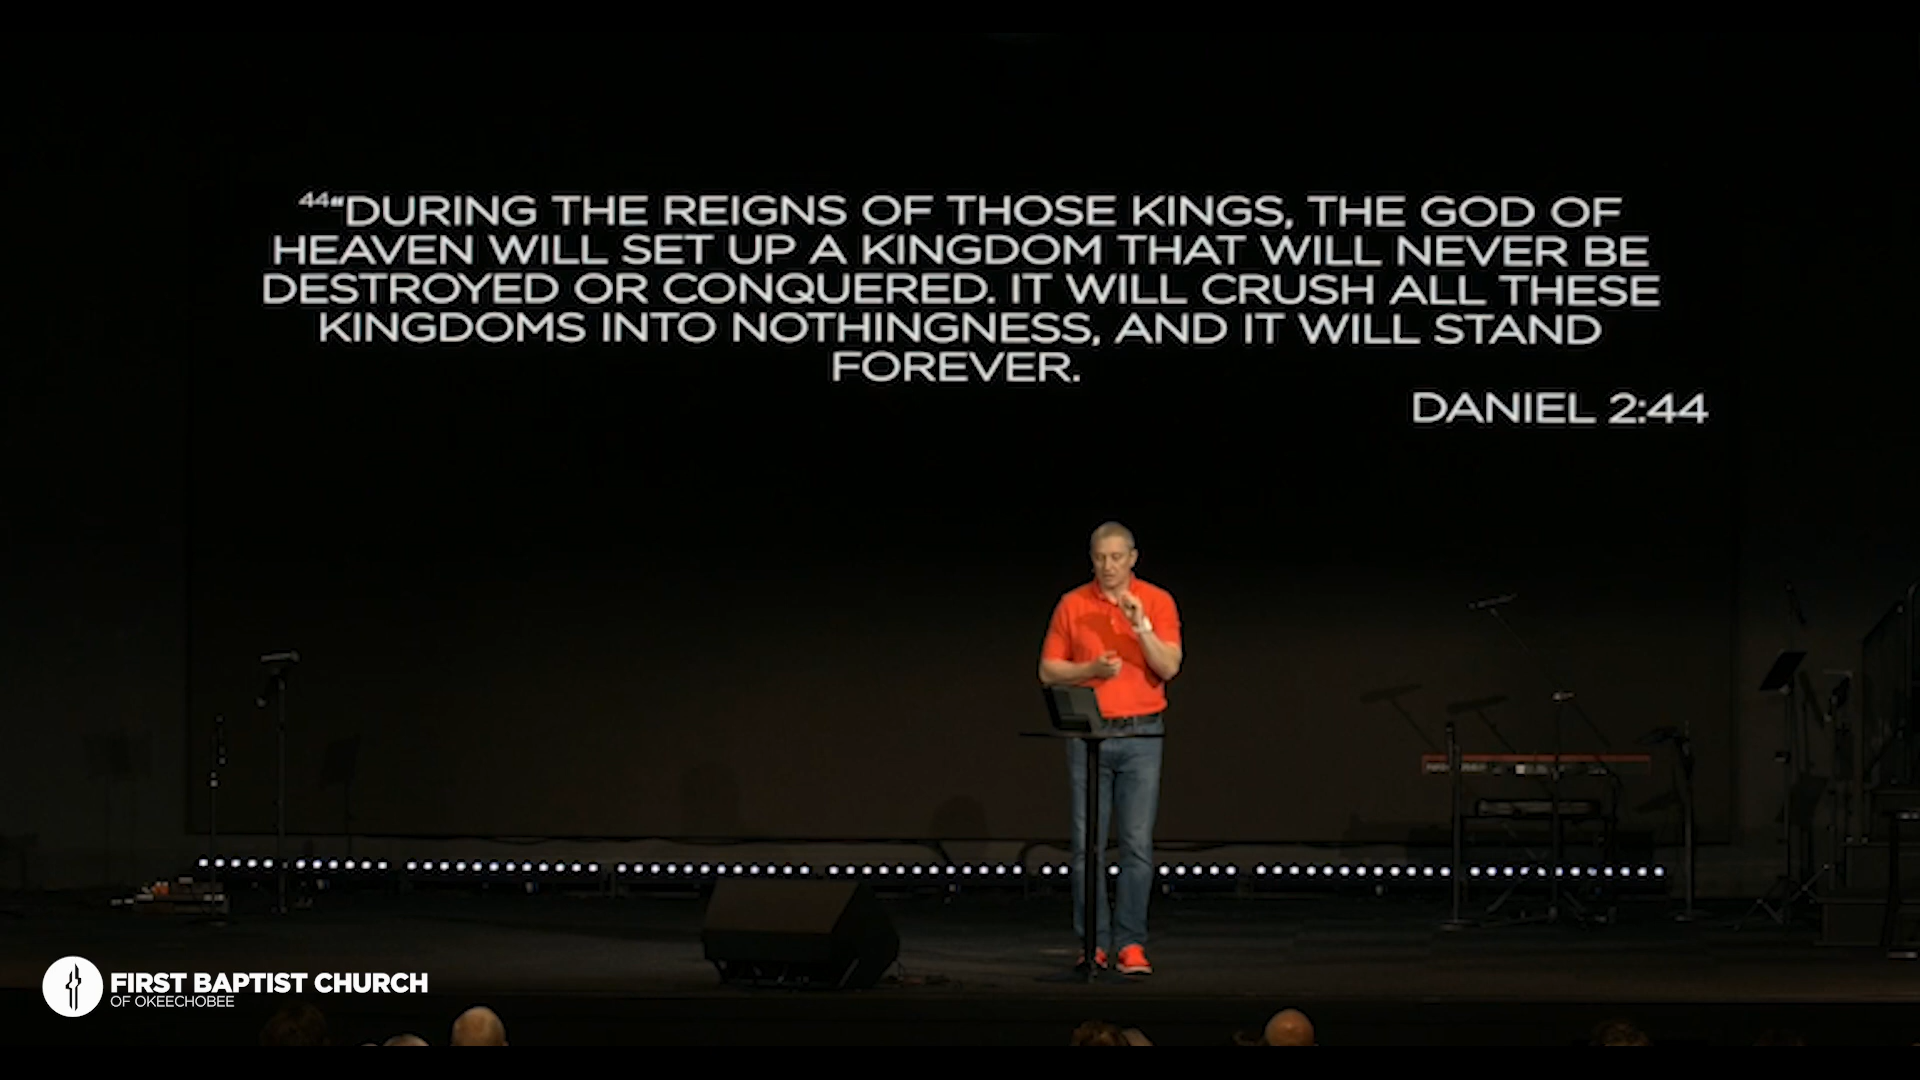 44“DURING THE REIGNS OF THOSE KINGS, THE GOD OF
HEAVEN WILL SET UP A KINGDOM THAT WILL NEVER BE
DESTROYED OR CONQUERED. IT WILL CRUSH ALL THESE
KINGDOMS INTO NOTHINGNESS, AND IT WILL STAND
FOREVER.
DANIEL 2:44
FIRST BAPTIST CHURCH
OF OKEECHOBEE